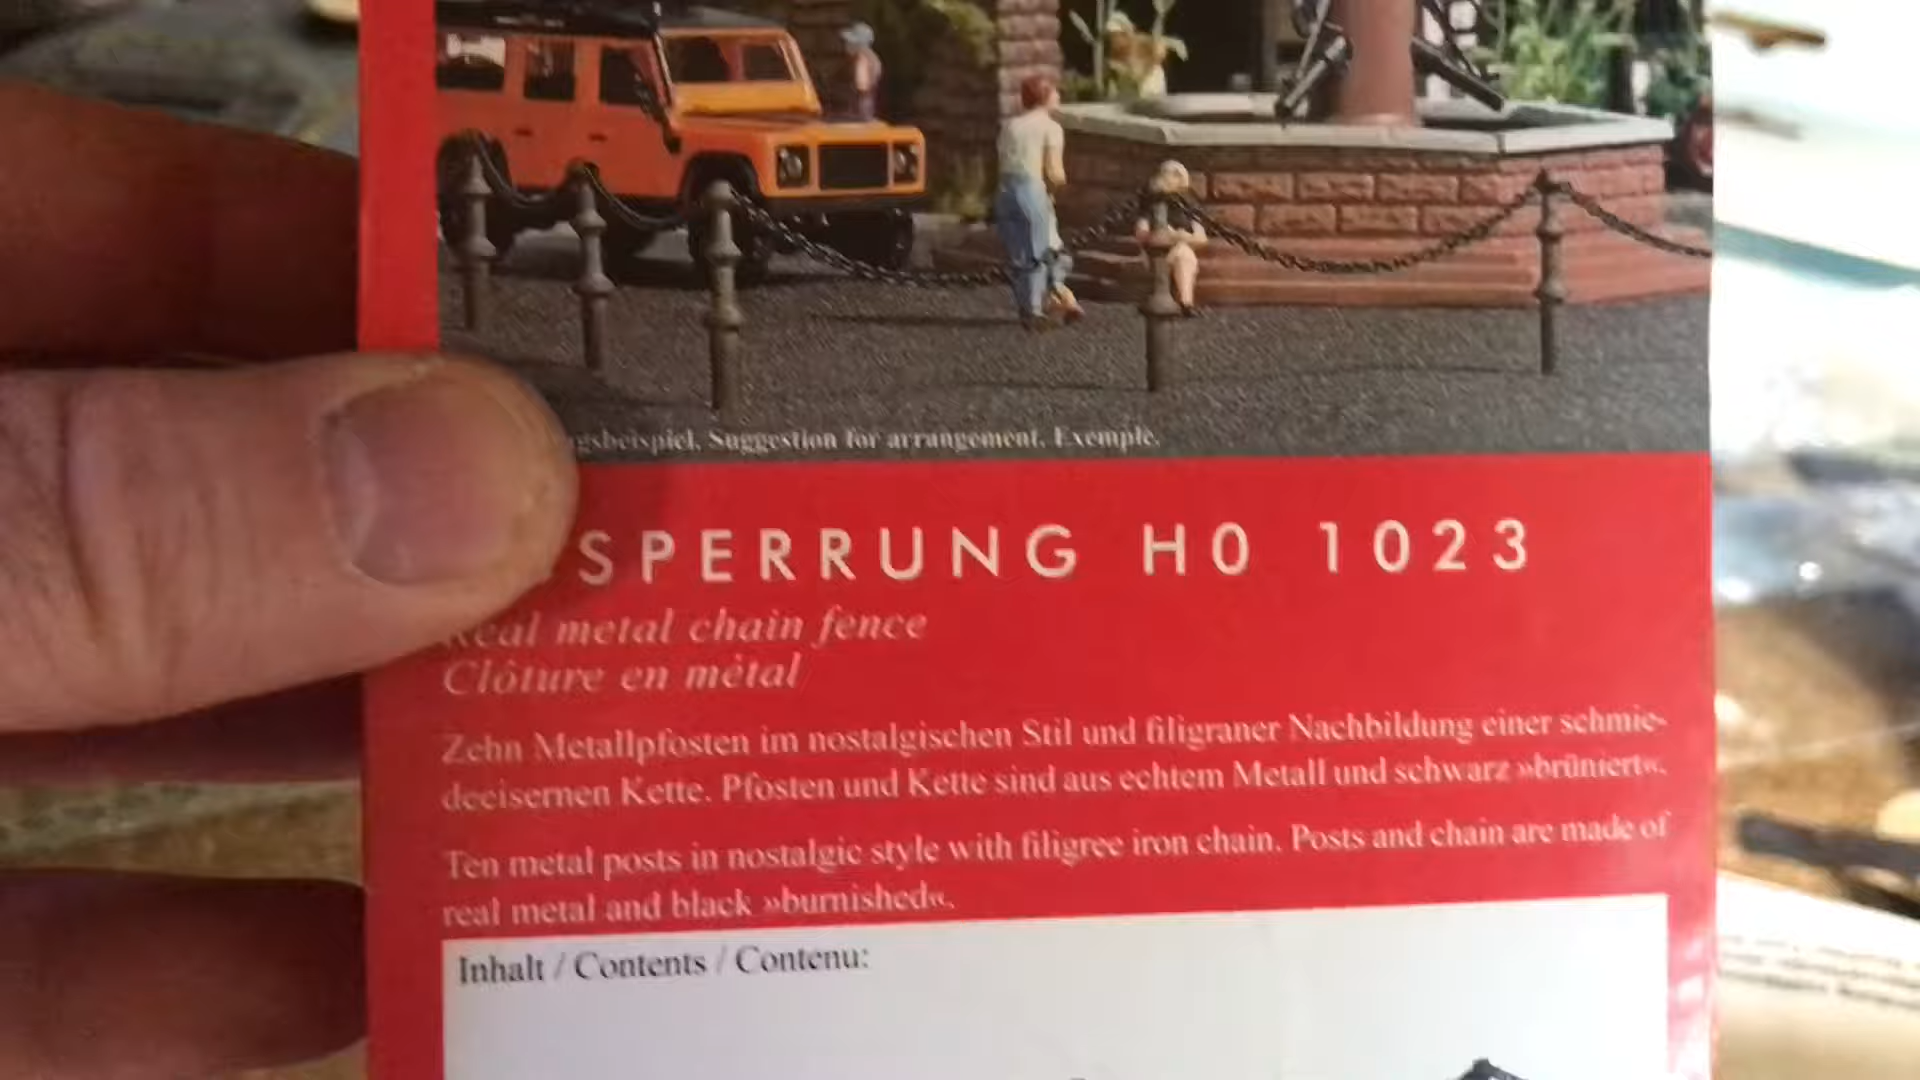 gsbeispiel. Suggestion for arrangement. Exemple.
SPERRUNG H0 1023
Real metal chain fence
Clôture en métal
Zehn Metallpfosten im nostalgischen Stil und filigraner Nachbildung einer schmie-
deeisernen Kette. Pfosten und Kette sind aus echtem Metall und schwarz »brüniert«.
Ten metal posts in nostalgic style with filigree iron chain. Posts and chain are made of
real metal and black »burnished«.
Inhalt / Contents / Contenu: